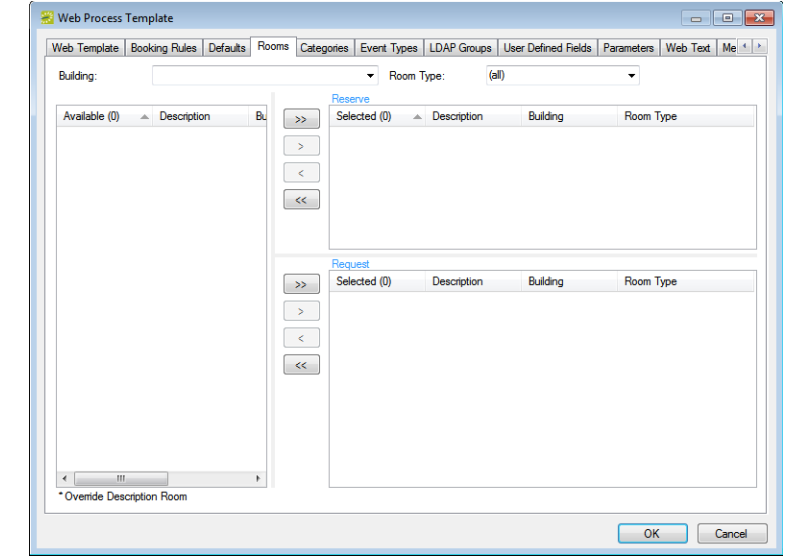 Web Process Template
Web Template Booking Rules Defaults Rooms Categories Event Types LDAP Groups User Defined Fields Parameters Web Text Me
Building: Room Type: (all)
Reserve
Available (0) Description Bu >> Selected (0) Description Building Room Type
>
<
<<
Request
>> Selected (0) Description Building Room Type
>
<
<<
* Override Description Room
OK Cancel